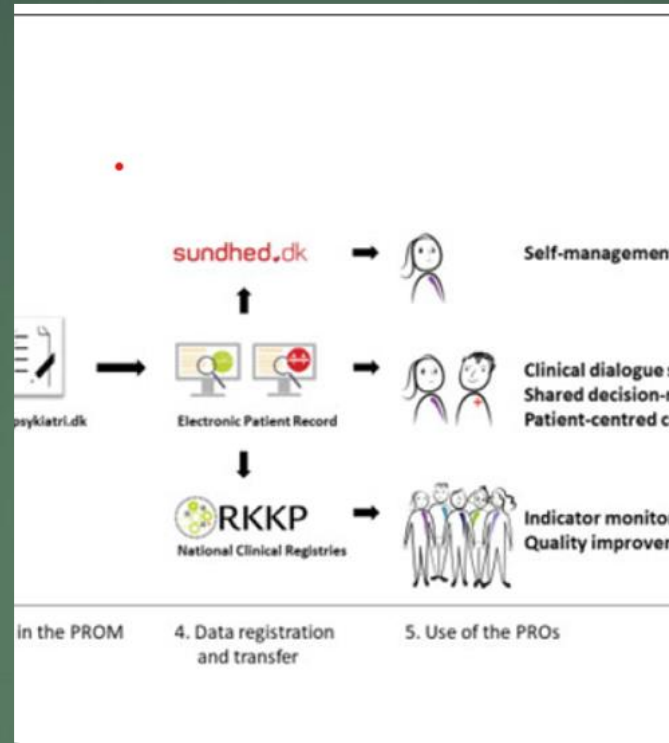 sundhed.dk
Self-managemen
psykiatri.dk
Electronic Patient Record
Clinical dialogue s
Shared decision-
Patient-centred c
RKKP
National Clinical Registries
Indicator monitor
Quality improver
in the PROM
4. Data registration
and transfer
5. Use of the PROs